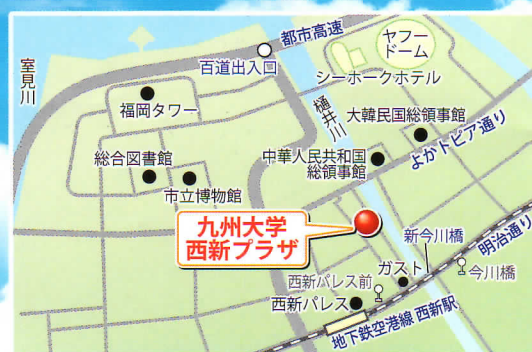 都市高速
ヤフー
ドーム
百道出入口
シーホークホテル
室見川
福岡タワー
樋井川
大韓民国総領事館
総合図書館
中華人民共和国
総領事館
よかトピア通り
市立博物館
九州大学
西新プラザ
新今川橋
明治通り
ガスト
今川橋
西新パレス前
西新パレス
地下鉄空港線 西新駅